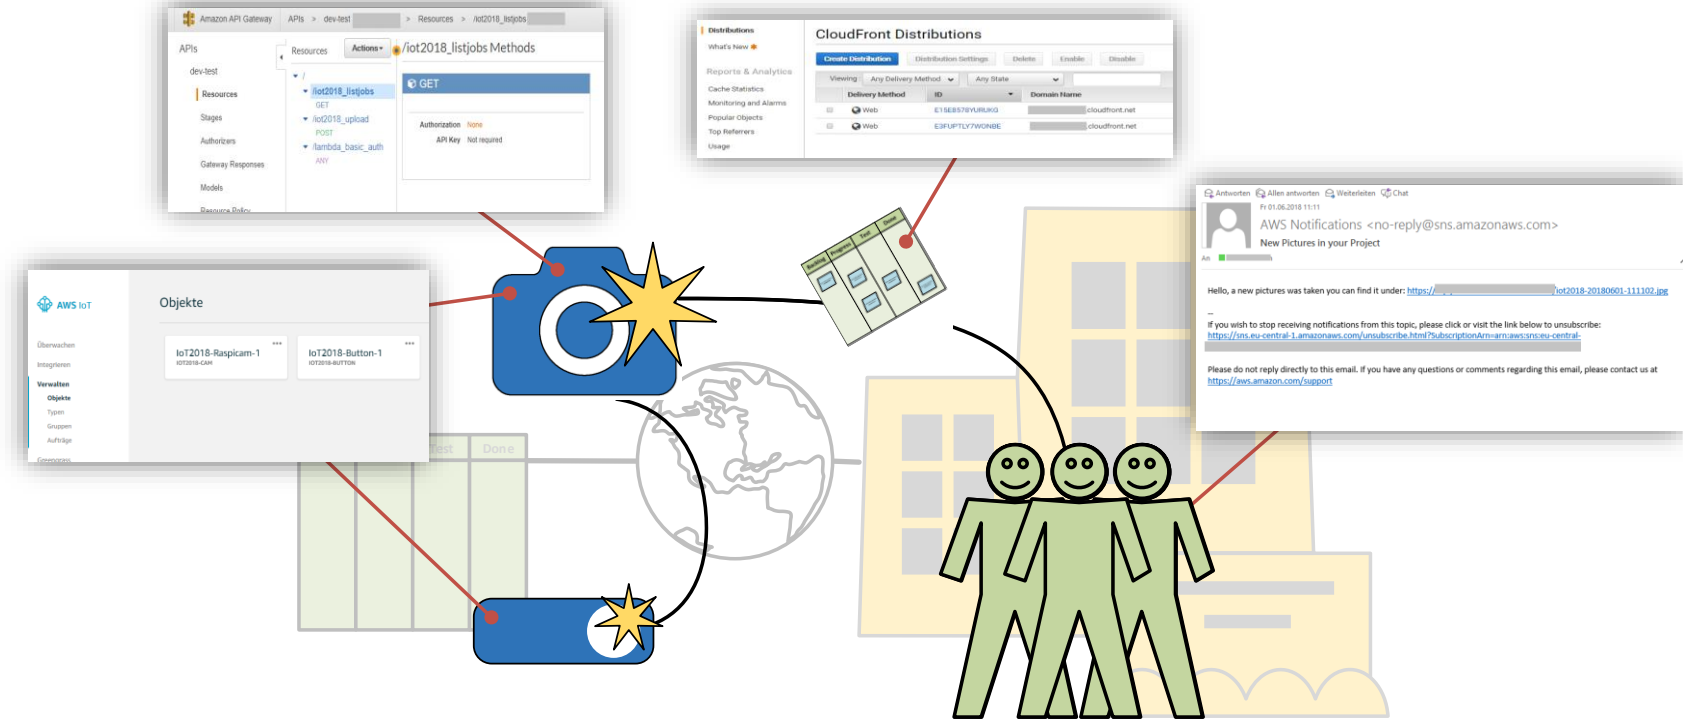 Amazon API Gateway APIs > dev-test > Resources > /iot2018_listjobs
APIs
dev-test
Resources
Stages
Authorizers
Gateway Responses
Models
Resource Policy
Resources Actions
/
/iot2018_listjobs
GET
/iot2018_upload
POST
/lambda_basic_auth
ANY
/iot2018_listjobs Methods
GET
Authorization None
API Key Not required
Distributions
What's New
Reports & Analytics
Cache Statistics
Monitoring and Alarms
Popular Objects
Top Referrers
Usage
CloudFront Distributions
Create Distribution Distribution Settings Delete Enable Disable
Viewing: Any Delivery Method Any State
Delivery Method ID Domain Name
Web .cloudfront.net
Web .cloudfront.net
Antworten Allen antworten Weiterleiten Chat
Fr 01.06.2018 11:11
AWS Notifications <no-reply@sns.amazonaws.com>
New Pictures in your Project
An
Hello, a new pictures was taken you can find it under: https:// /iot2018-20180601-111102.jpg
--
If you wish to stop receiving notifications from this topic, please click or visit the link below to unsubscribe:
https://sns.eu-central-1.amazonaws.com/unsubscribe.html?SubscriptionArn=arn:aws:sns:eu-central-
Please do not reply directly to this email. If you have any questions or comments regarding this email, please contact us at
https://aws.amazon.com/support
AWS IoT
Überwachen
Integrieren
Verwalten
Objekte
Typen
Gruppen
Aufträge
Objekte
IoT2018-Raspicam-1
IOT2018-CAM
IoT2018-Button-1
IOT2018-BUTTON
Backlog Progress Test Done
Test Done